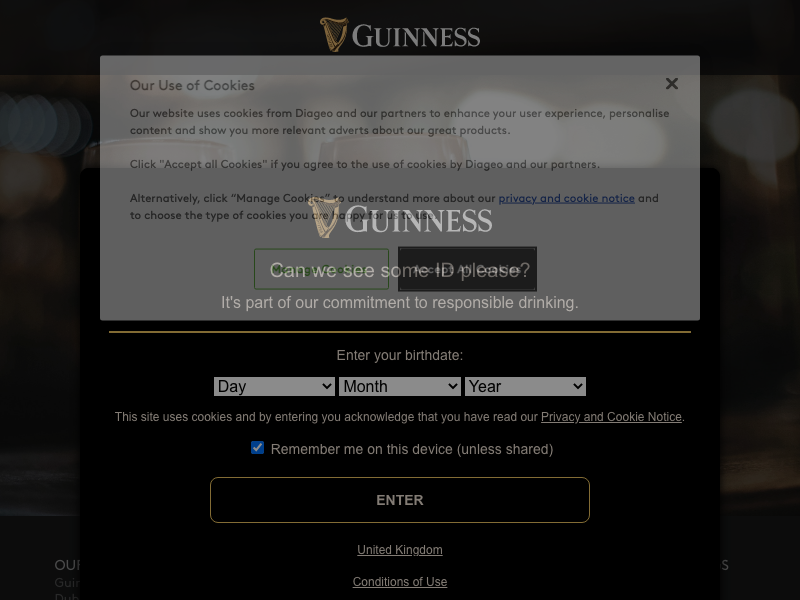 GUINNESS
Our Use of Cookies
Our website uses cookies from Diageo and our partners to enhance your user experience, personalise
content and show you more relevant adverts about our great products.
Click "Accept all Cookies" if you agree to the use of cookies by Diageo and our partners.
Alternatively, click “Manage Cookies” to understand more about our privacy and cookie notice and
to choose the type of cookies you are happy for us to use.
GUINNESS
Manage Cookies
Accept All Cookies
Can we see some ID please?
It's part of our commitment to responsible drinking.
Enter your birthdate:
Day Month Year
This site uses cookies and by entering you acknowledge that you have read our Privacy and Cookie Notice.
Remember me on this device (unless shared)
ENTER
United Kingdom
Conditions of Use